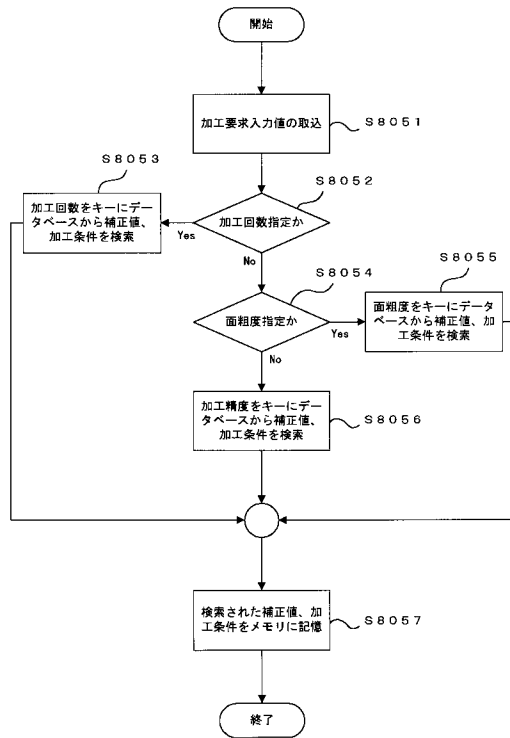 開始
加工要求入力値の取込
S8051
S8053
S8052
加工回数をキーにデー
タベースから補正値、
加工条件を検索
加工回数指定か
Yes
No
S8054
S8055
面粗度指定か
面粗度をキーにデータ
ベースから補正値、加
工条件を検索
Yes
No
加工精度をキーにデー
タベースから補正値、
加工条件を検索
S8056
検索された補正値、加
工条件をメモリに記憶
S8057
終了